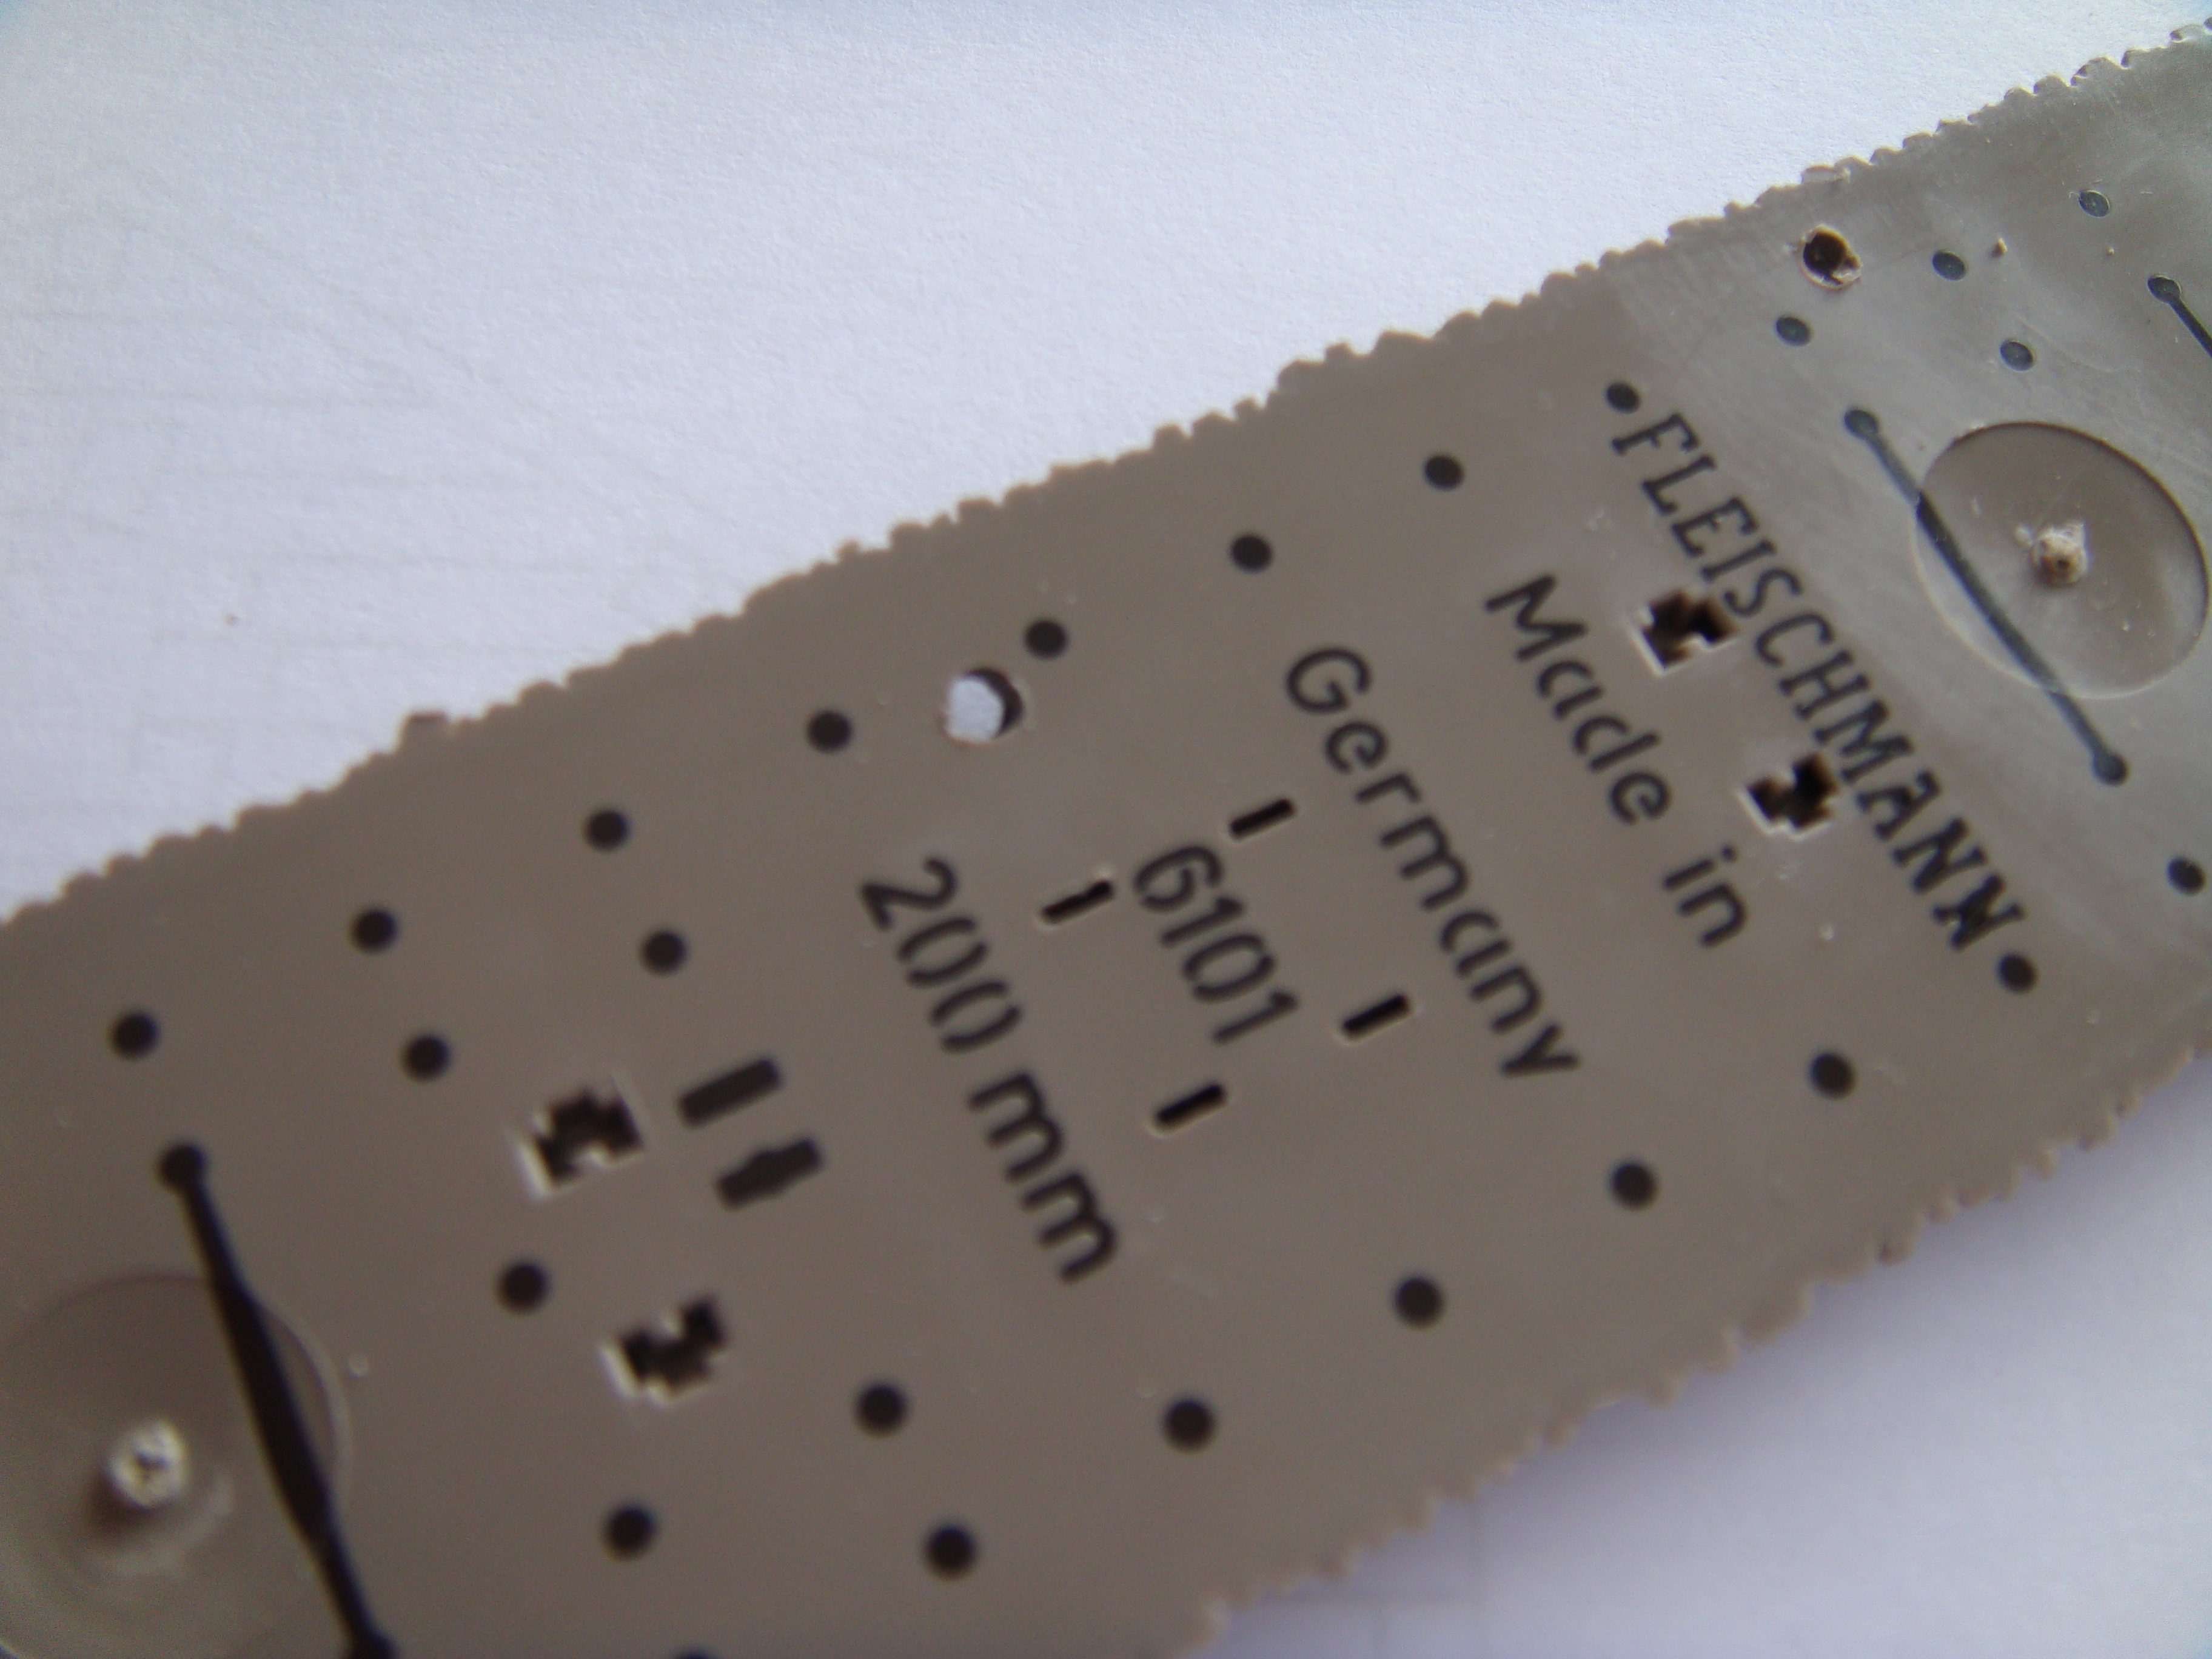 •FLEISCHMANN•
Made in
Germany
6101
200 mm